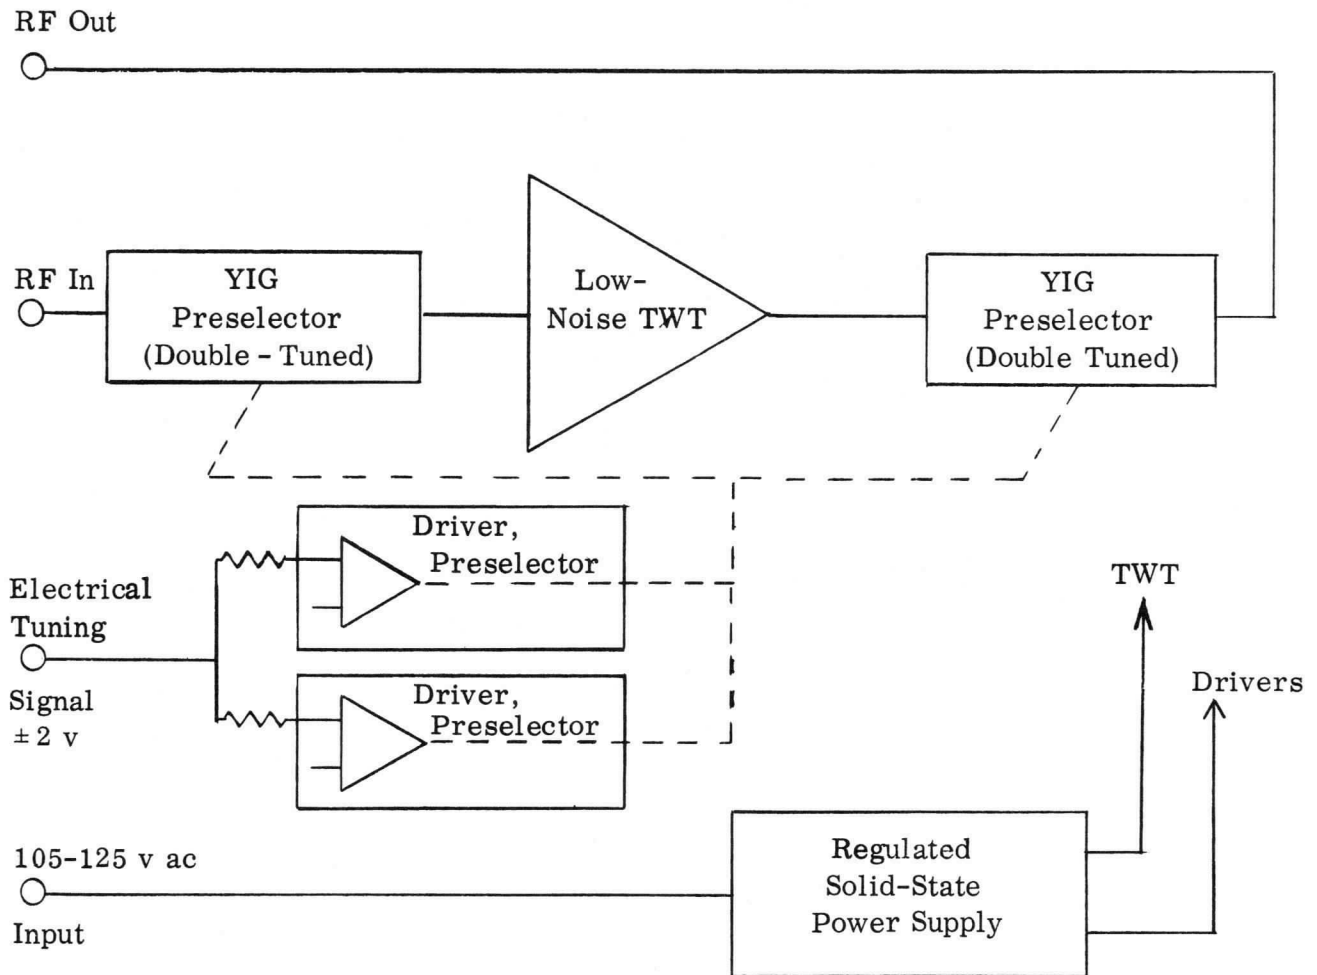 RF Out
RF In
YIG
Preselector
(Double - Tuned)
Low-
Noise TWT
YIG
Preselector
(Double Tuned)
Driver,
Preselector
Electrical
Tuning
Signal
± 2 v
Driver,
Preselector
TWT
Drivers
105-125 v ac
Input
Regulated
Solid-State
Power Supply